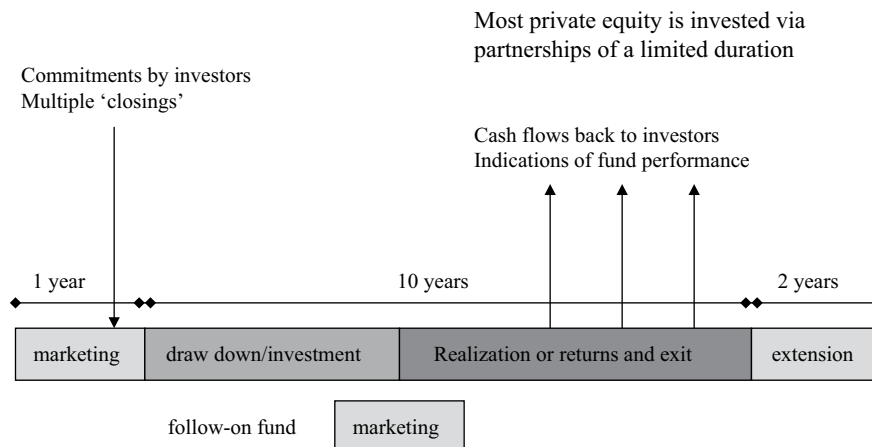 Most private equity is invested via
partnerships of a limited duration
Commitments by investors
Multiple ‘closings’
Cash flows back to investors
Indications of fund performance
1 year
10 years
2 years
marketing
draw down/investment
Realization or returns and exit
extension
follow-on fund
marketing